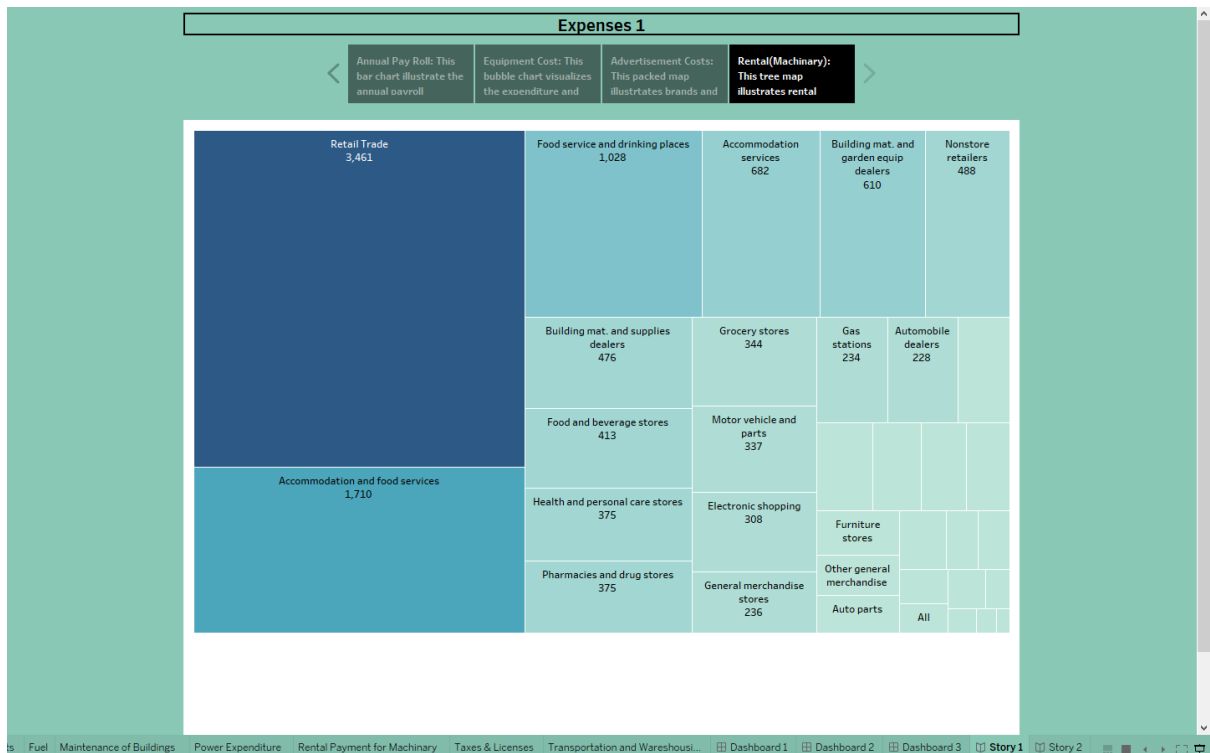 Expenses 1
Annual Pay Roll: This
bar chart illustrate the
annual payroll
Equipment Cost: This
bubble chart visualizes
the expenditure and
Advertisement Costs:
This packed map
illustrtates brands and
Rental(Machinary):
This tree map
illustrates rental
Retail Trade
3,461
Food service and drinking places
1,028
Accommodation
services
682
Building mat. and
garden equip
dealers
610
Nonstore
retailers
488
Building mat. and supplies
dealers
476
Grocery stores
344
Gas
stations
234
Automobile
dealers
228
Food and beverage stores
413
Motor vehicle and
parts
337
Accommodation and food services
1,710
Health and personal care stores
375
Electronic shopping
308
Furniture
stores
Pharmacies and drug stores
375
General merchandise
stores
236
Other general
merchandise
Auto parts
All
ts Fuel Maintenance of Buildings Power Expenditure Rental Payment for Machinary Taxes & Licenses Transportation and Wareshousi... Dashboard 1 Dashboard 2 Dashboard 3 Story 1 Story 2